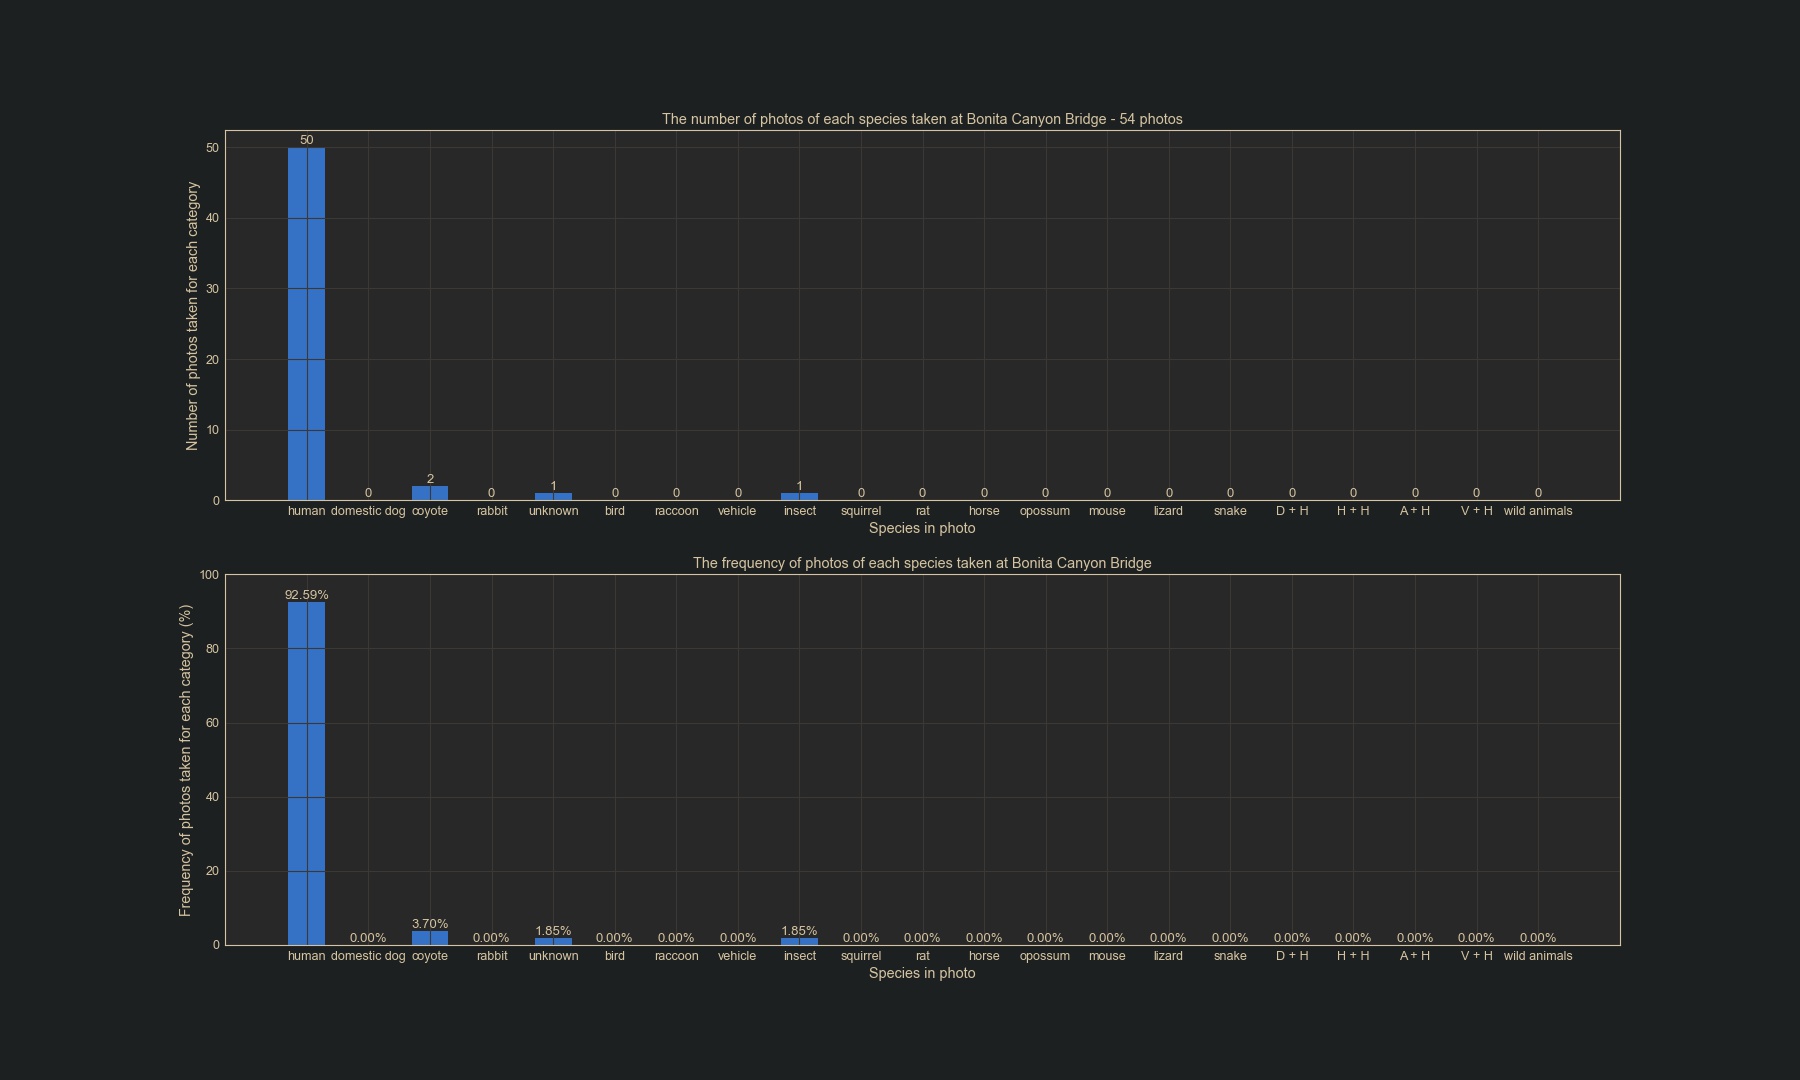 The number of photos of each species taken at Bonita Canyon Bridge - 54 photos
Number of photos taken for each category
50
40
30
20
10
0
50 0 2 0 1 0 0 0 1 0 0 0 0 0 0 0 0 0 0 0 0
human domestic dog coyote rabbit unknown bird raccoon vehicle insect squirrel rat horse opossum mouse lizard snake D + H H + H A + H V + H wild animals
Species in photo
The frequency of photos of each species taken at Bonita Canyon Bridge
Frequency of photos taken for each category (%)
100
80
60
40
20
0
92.59% 0.00% 3.70% 0.00% 1.85% 0.00% 0.00% 0.00% 1.85% 0.00% 0.00% 0.00% 0.00% 0.00% 0.00% 0.00% 0.00% 0.00% 0.00% 0.00% 0.00%
human domestic dog coyote rabbit unknown bird raccoon vehicle insect squirrel rat horse opossum mouse lizard snake D + H H + H A + H V + H wild animals
Species in photo